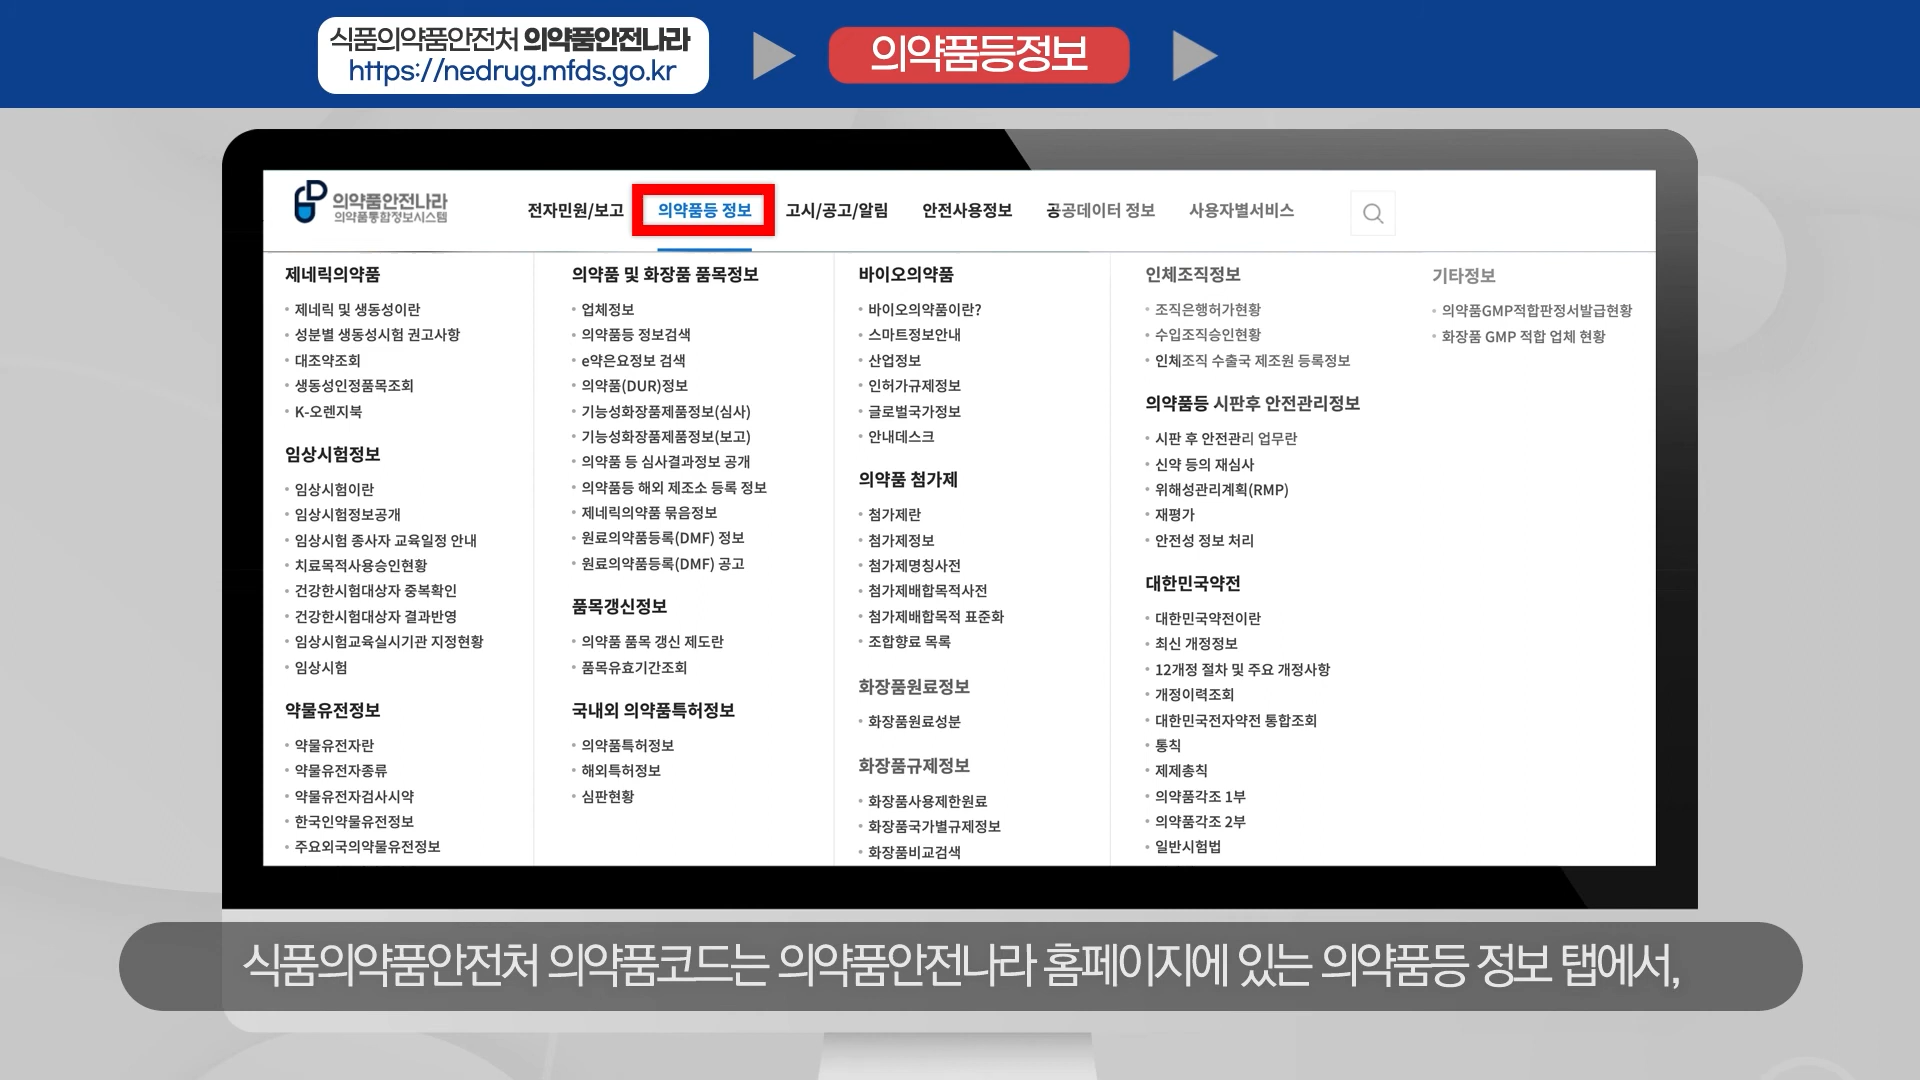 식품의약품안전처 의약품안전나라
https://nedrug.mfds.go.kr
의약품등정보
의약품안전나라
의약품통합정보시스템
전자민원/보고
의약품등 정보
고시/공고/알림
안전사용정보
공공데이터 정보
사용자별서비스
제네릭의약품
제네릭 및 생동성이란
성분별 생동성시험 권고사항
대조약조회
생동성인정품목조회
K-오렌지북
임상시험정보
임상시험이란
임상시험정보공개
임상시험 종사자 교육일정 안내
치료목적사용승인현황
건강한시험대상자 중복확인
건강한시험대상자 결과반영
임상시험교육실시기관 지정현황
임상시험
약물유전정보
약물유전자란
약물유전자종류
약물유전자검사시약
한국인약물유전정보
주요외국의약물유전정보
의약품 및 화장품 품목정보
업체정보
의약품등 정보검색
e약은요정보 검색
의약품(DUR)정보
기능성화장품제품정보(심사)
기능성화장품제품정보(보고)
의약품 등 심사결과정보 공개
의약품등 해외 제조소 등록 정보
제네릭의약품 묶음정보
원료의약품등록(DMF) 정보
원료의약품등록(DMF) 공고
품목갱신정보
의약품 품목 갱신 제도란
품목유효기간조회
국내외 의약품특허정보
의약품특허정보
해외특허정보
심판현황
바이오의약품
바이오의약품이란?
스마트정보안내
산업정보
인허가규제정보
글로벌국가정보
안내데스크
의약품 첨가제
첨가제란
첨가제정보
첨가제명칭사전
첨가제배합목적사전
첨가제배합목적 표준화
조합향료 목록
화장품원료정보
화장품원료성분
화장품규제정보
화장품사용제한원료
화장품국가별규제정보
화장품비교검색
인체조직정보
조직은행허가현황
수입조직승인현황
인체조직 수출국 제조원 등록정보
의약품등 시판후 안전관리정보
시판 후 안전관리 업무란
신약 등의 재심사
위해성관리계획(RMP)
재평가
안전성 정보 처리
대한민국약전
대한민국약전이란
최신 개정정보
12개정 절차 및 주요 개정사항
개정이력조회
대한민국전자약전 통합조회
통칙
제제총칙
의약품각조 1부
의약품각조 2부
일반시험법
기타정보
의약품GMP적합판정서발급현황
화장품 GMP 적합 업체 현황
식품의약품안전처 의약품코드는 의약품안전나라 홈페이지에 있는 의약품등 정보 탭에서,